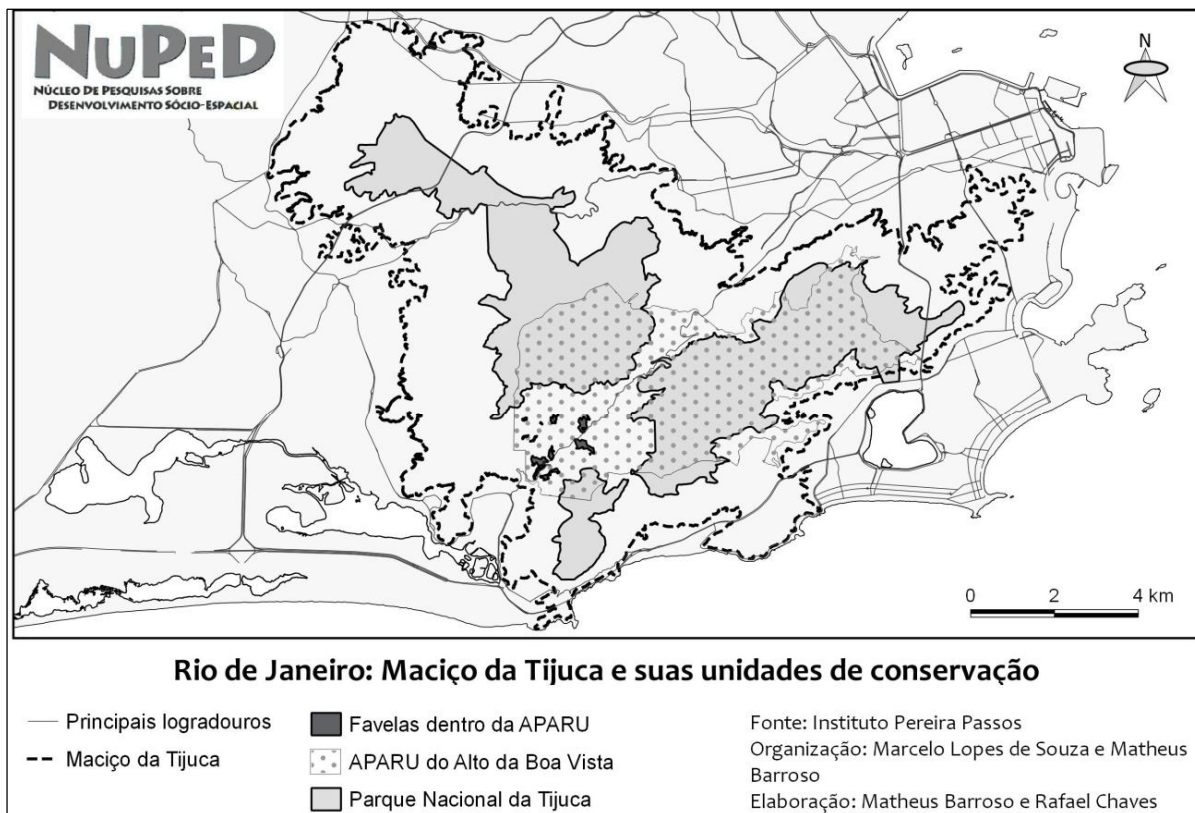 NuPeD
NÚCLEO DE PESQUISAS SOBRE
DESENVOLVIMENTO SÓCIO-ESPACIAL
N
0 2 4 km
Rio de Janeiro: Maciço da Tijuca e suas unidades de conservação
Principais logradouros
Maciço da Tijuca
Favelas dentro da APARU
APARU do Alto da Boa Vista
Parque Nacional da Tijuca
Fonte: Instituto Pereira Passos
Organização: Marcelo Lopes de Souza e Matheus
Barroso
Elaboração: Matheus Barroso e Rafael Chaves